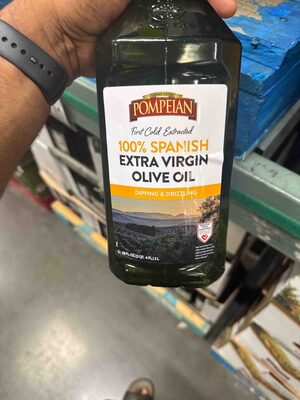 POMPEIAN
First Cold Extracted
100% SPANISH
EXTRA VIRGIN
OLIVE OIL
DIPPING & DRIZZLING